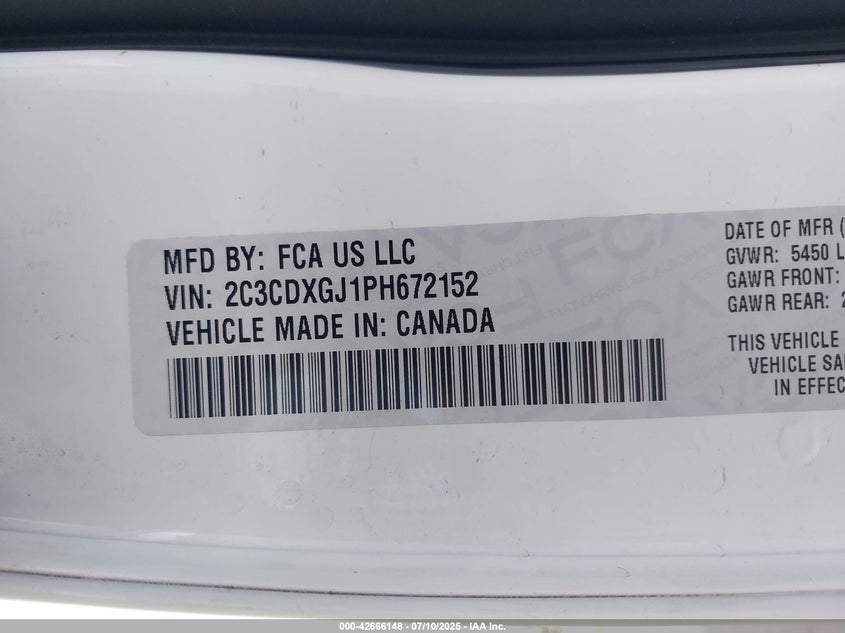 MFD BY: FCA US LLC
VIN: 2C3CDXGJ1PH672152
VEHICLE MADE IN: CANADA
DATE OF MFR (
GVWR: 5450 L
GAWR FRONT:
GAWR REAR: 2
THIS VEHICLE
VEHICLE SA
IN EFFEC
000-42666148 - 07/10/2025 - IAA Inc.